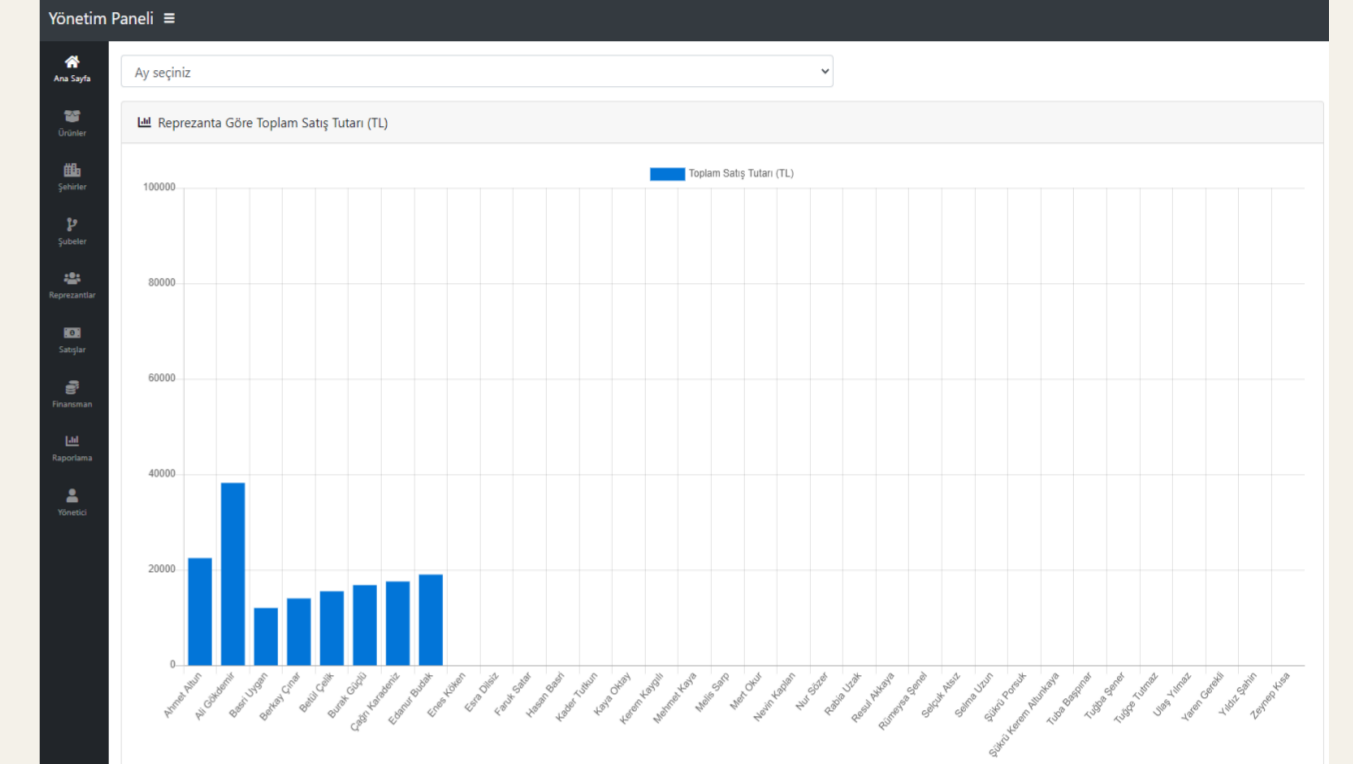 Yönetim Paneli
Ana Sayfa
Ürünler
Şehirler
Şubeler
Reprezantlar
Satışlar
Finansman
Raporlama
Yönetici
Ay seçiniz
Reprezanta Göre Toplam Satış Tutarı (TL)
Toplam Satış Tutarı (TL)
100000
80000
60000
40000
20000
0
Ahmet Altun
Ali Gökdemir
Basri Uygan
Berkay Çınar
Betül Çelik
Burak Güçlü
Çağrı Karadeniz
Edanur Budak
Enes Köken
Esra Dilsiz
Faruk Satar
Hasan Basri
Kader Tutkun
Kaya Oktay
Kerem Kaygılı
Mehmet Kaya
Melis Sarp
Mert Okur
Nevin Kaplan
Nur Sözer
Rabia Uzak
Resul Akkaya
Rümeysa Şenel
Selçuk Atsız
Selma Uzun
Şükrü Porsuk
Şükrü Kerem Altunkaya
Tuba Başpınar
Tuğba Şener
Tuğçe Tutmaz
Ulaş Yılmaz
Yaren Gerekli
Yıldız Şahin
Zeynep Kısa